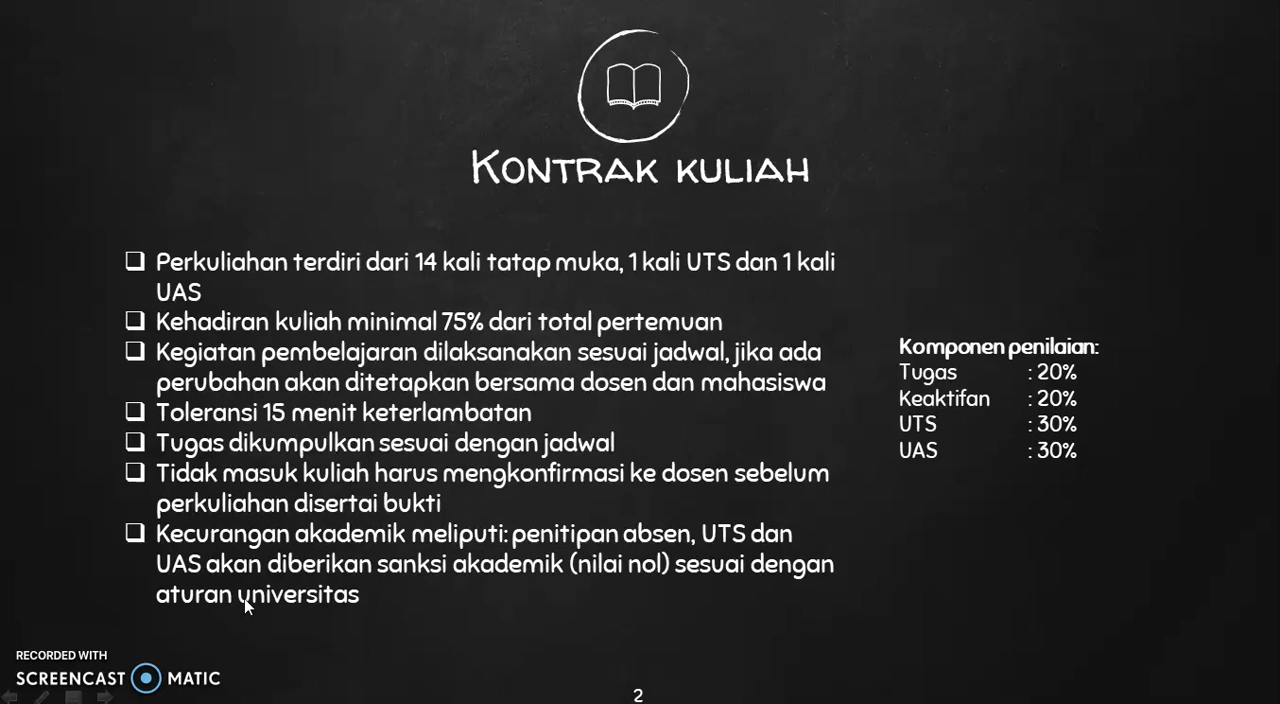 Kontrak kuliah
❑ Perkuliahan terdiri dari 14 kali tatap muka, 1 kali UTS dan 1 kali
UAS
❑ Kehadiran kuliah minimal 75% dari total pertemuan
❑ Kegiatan pembelajaran dilaksanakan sesuai jadwal, jika ada
perubahan akan ditetapkan bersama dosen dan mahasiswa
❑ Toleransi 15 menit keterlambatan
❑ Tugas dikumpulkan sesuai dengan jadwal
❑ Tidak masuk kuliah harus mengkonfirmasi ke dosen sebelum
perkuliahan disertai bukti
❑ Kecurangan akademik meliputi: penitipan absen, UTS dan
UAS akan diberikan sanksi akademik (nilai nol) sesuai dengan
aturan universitas
Komponen penilaian:
Tugas : 20%
Keaktifan : 20%
UTS : 30%
UAS : 30%
RECORDED WITH
SCREENCAST MATIC
2